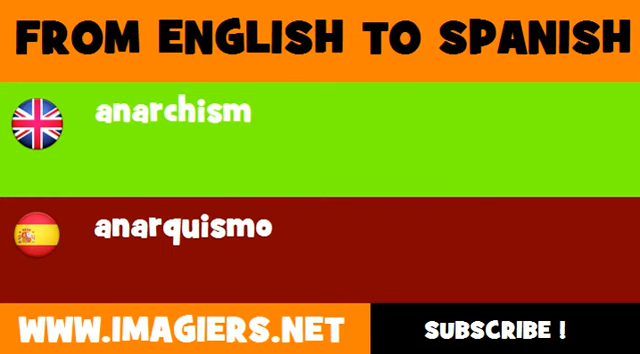 FROM ENGLISH TO SPANISH
anarchism
anarquismo
WWW.IMAGIERS.NET
SUBSCRIBE !